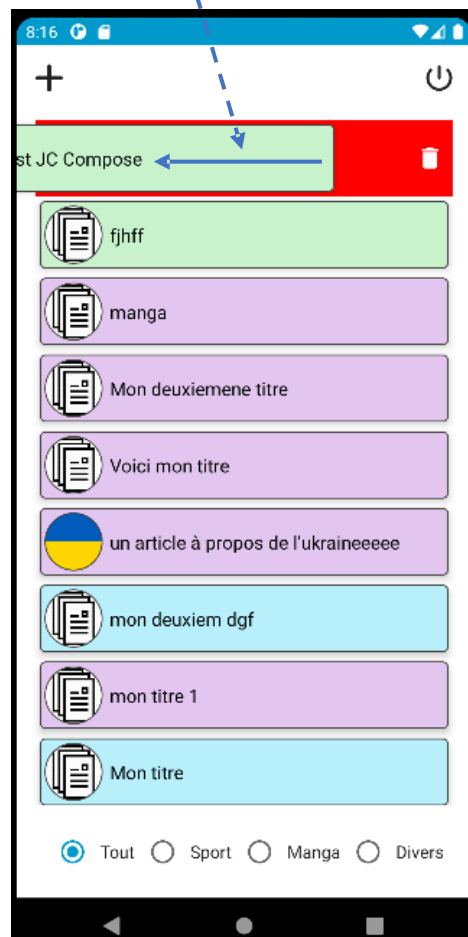 8:16
st JC Compose
fjhff
manga
Mon deuxiemene titre
Voici mon titre
un article à propos de l'ukraineeeee
mon deuxiem dgf
mon titre 1
Mon titre
Tout Sport Manga Divers